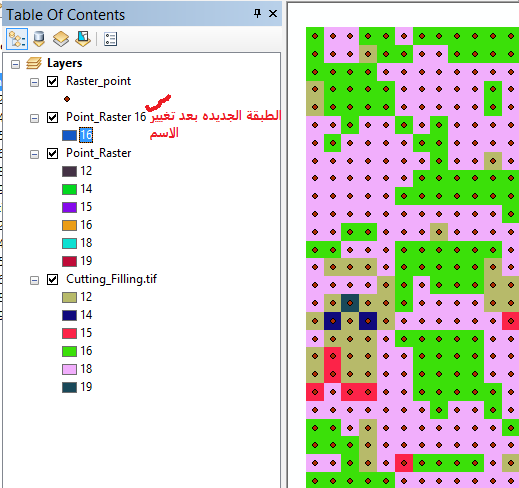 Table Of Contents
Layers
Raster_point
Point_Raster 16
الطبقة الجديده بعد تغيير
الاسم
16
Point_Raster
12
14
15
16
18
19
Cutting_Filling.tif
12
14
15
16
18
19